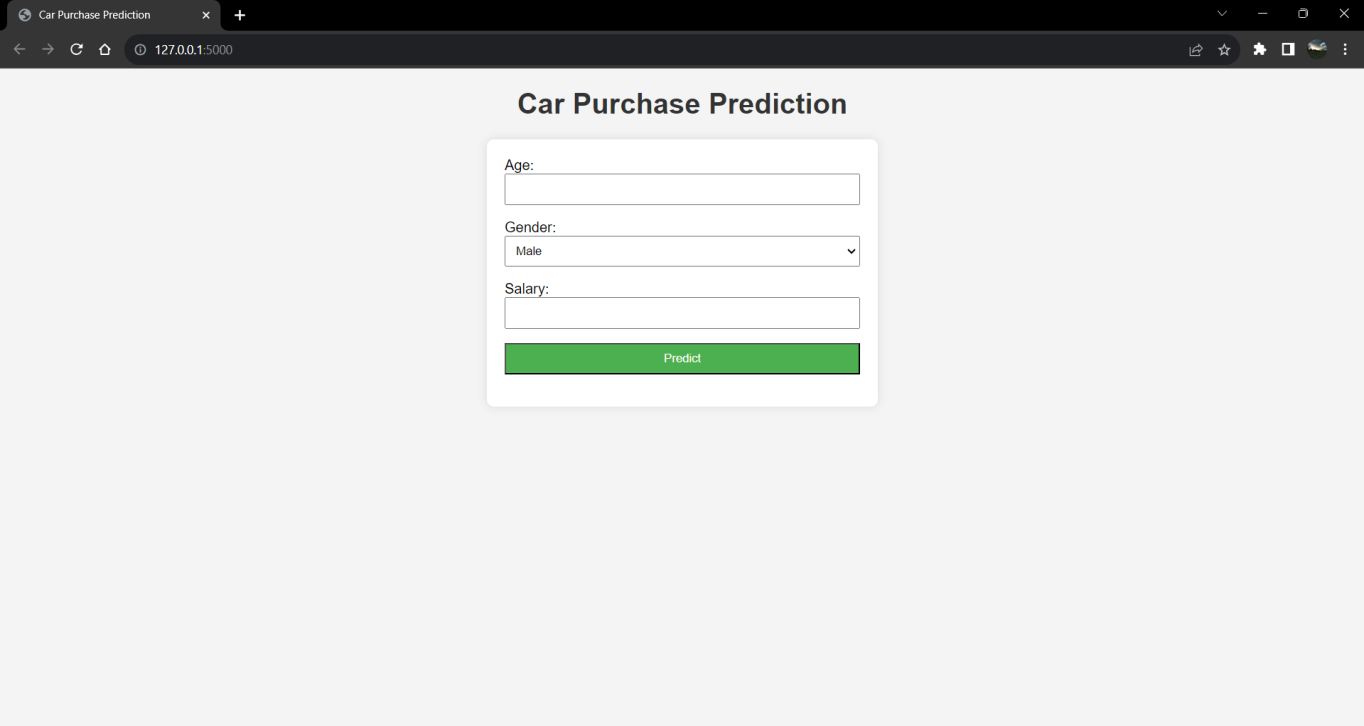 Car Purchase Prediction
127.0.0.1:5000
Car Purchase Prediction
Age:
Gender:
Male
Salary:
Predict